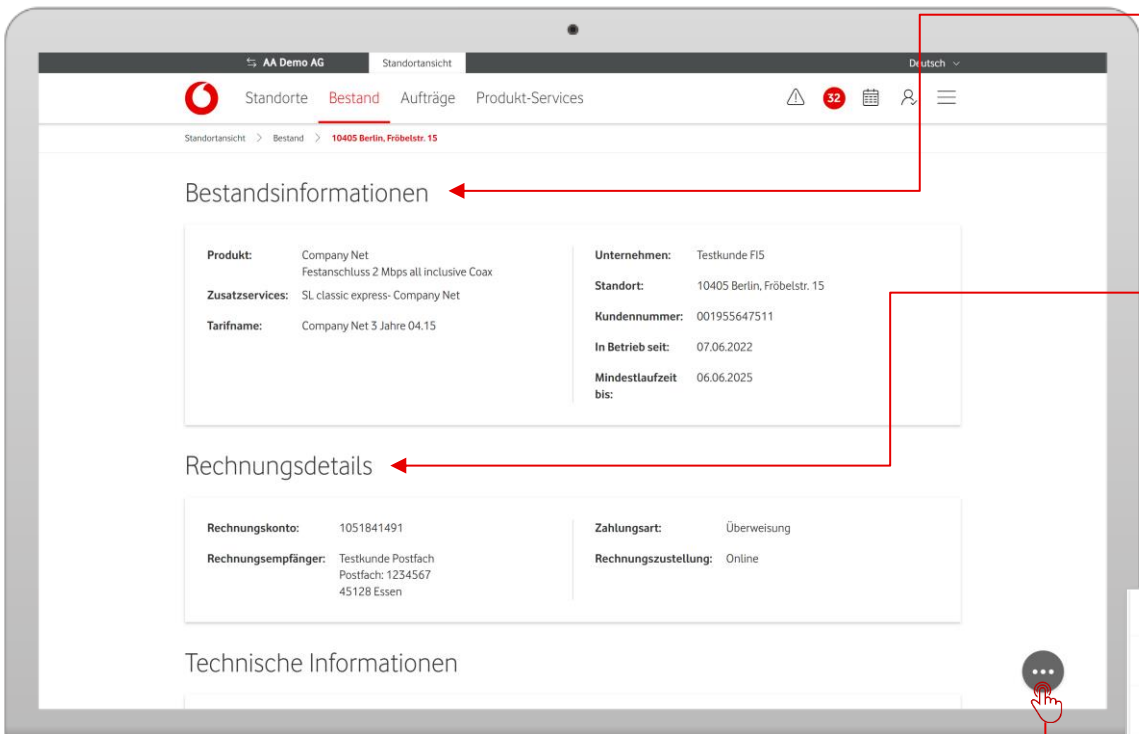 AA Demo AG Standortansicht Deutsch
Standorte Bestand Aufträge Produkt-Services 32
Standortansicht > Bestand > 10405 Berlin, Fröbelstr. 15
Bestandsinformationen
Produkt: Company Net
Festanschluss 2 Mbps all inclusive Coax
Zusatzservices: SL classic express- Company Net
Tarifname: Company Net 3 Jahre 04.15
Unternehmen: Testkunde FI5
Standort: 10405 Berlin, Fröbelstr. 15
Kundennummer: 001955647511
In Betrieb seit: 07.06.2022
Mindestlaufzeit 06.06.2025
bis:
Rechnungsdetails
Rechnungskonto: 1051841491
Rechnungsempfänger: Testkunde Postfach
Postfach: 1234567
45128 Essen
Zahlungsart: Überweisung
Rechnungszustellung: Online
Technische Informationen